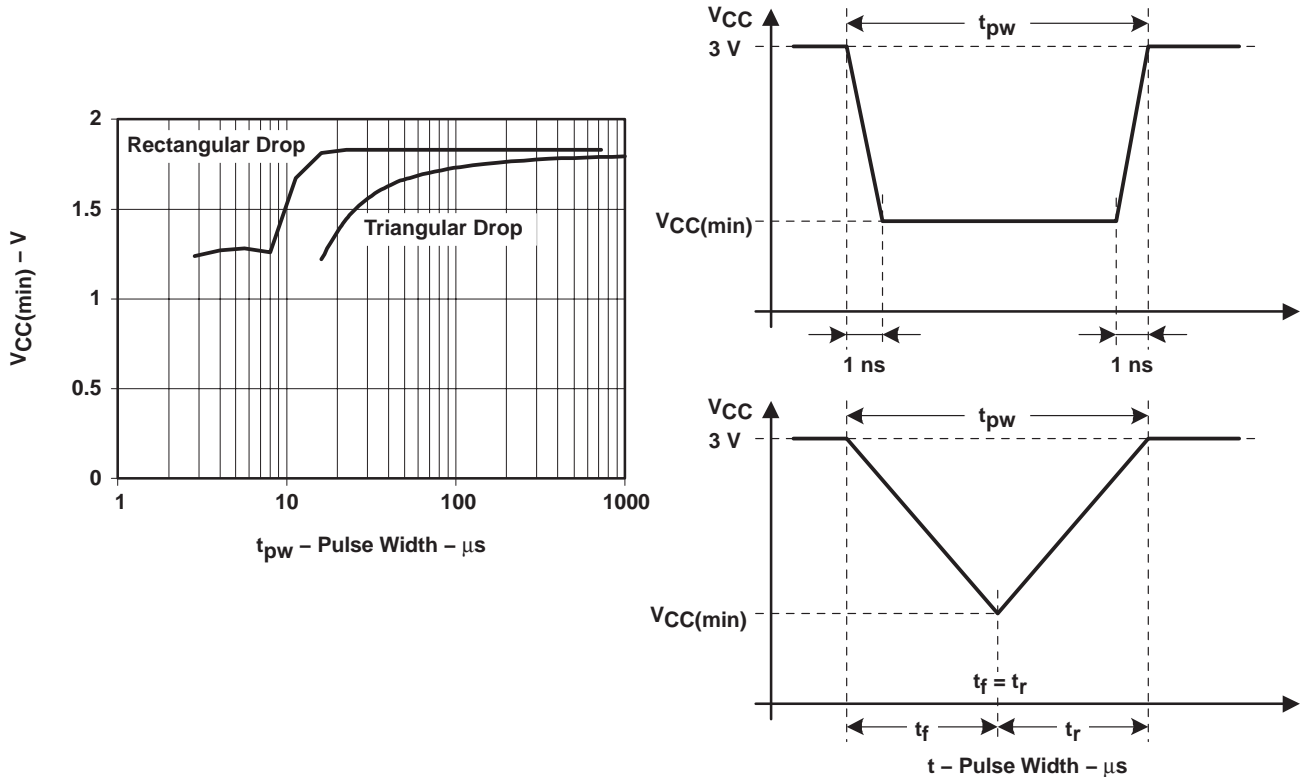 2
1.5
1
0.5
0
VCC(min) – V
Rectangular Drop
Triangular Drop
1
10
100
1000
tpw – Pulse Width – μs
VCC
3 V
tpw
VCC(min)
1 ns
1 ns
VCC
3 V
tpw
VCC(min)
tf = tr
tf
tr
t – Pulse Width – μs